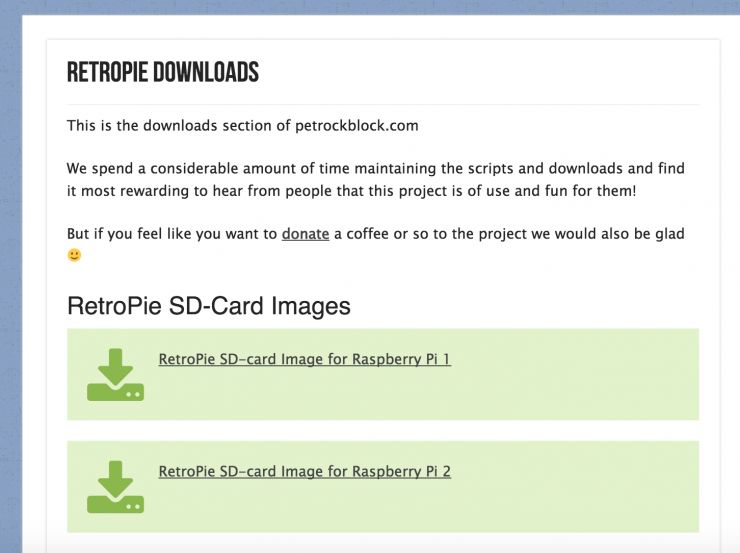 RETROPIE DOWNLOADS
This is the downloads section of petrockblock.com
We spend a considerable amount of time maintaining the scripts and downloads and find
it most rewarding to hear from people that this project is of use and fun for them!
But if you feel like you want to donate a coffee or so to the project we would also be glad
🙂
RetroPie SD-Card Images
RetroPie SD-card Image for Raspberry Pi 1
RetroPie SD-card Image for Raspberry Pi 2